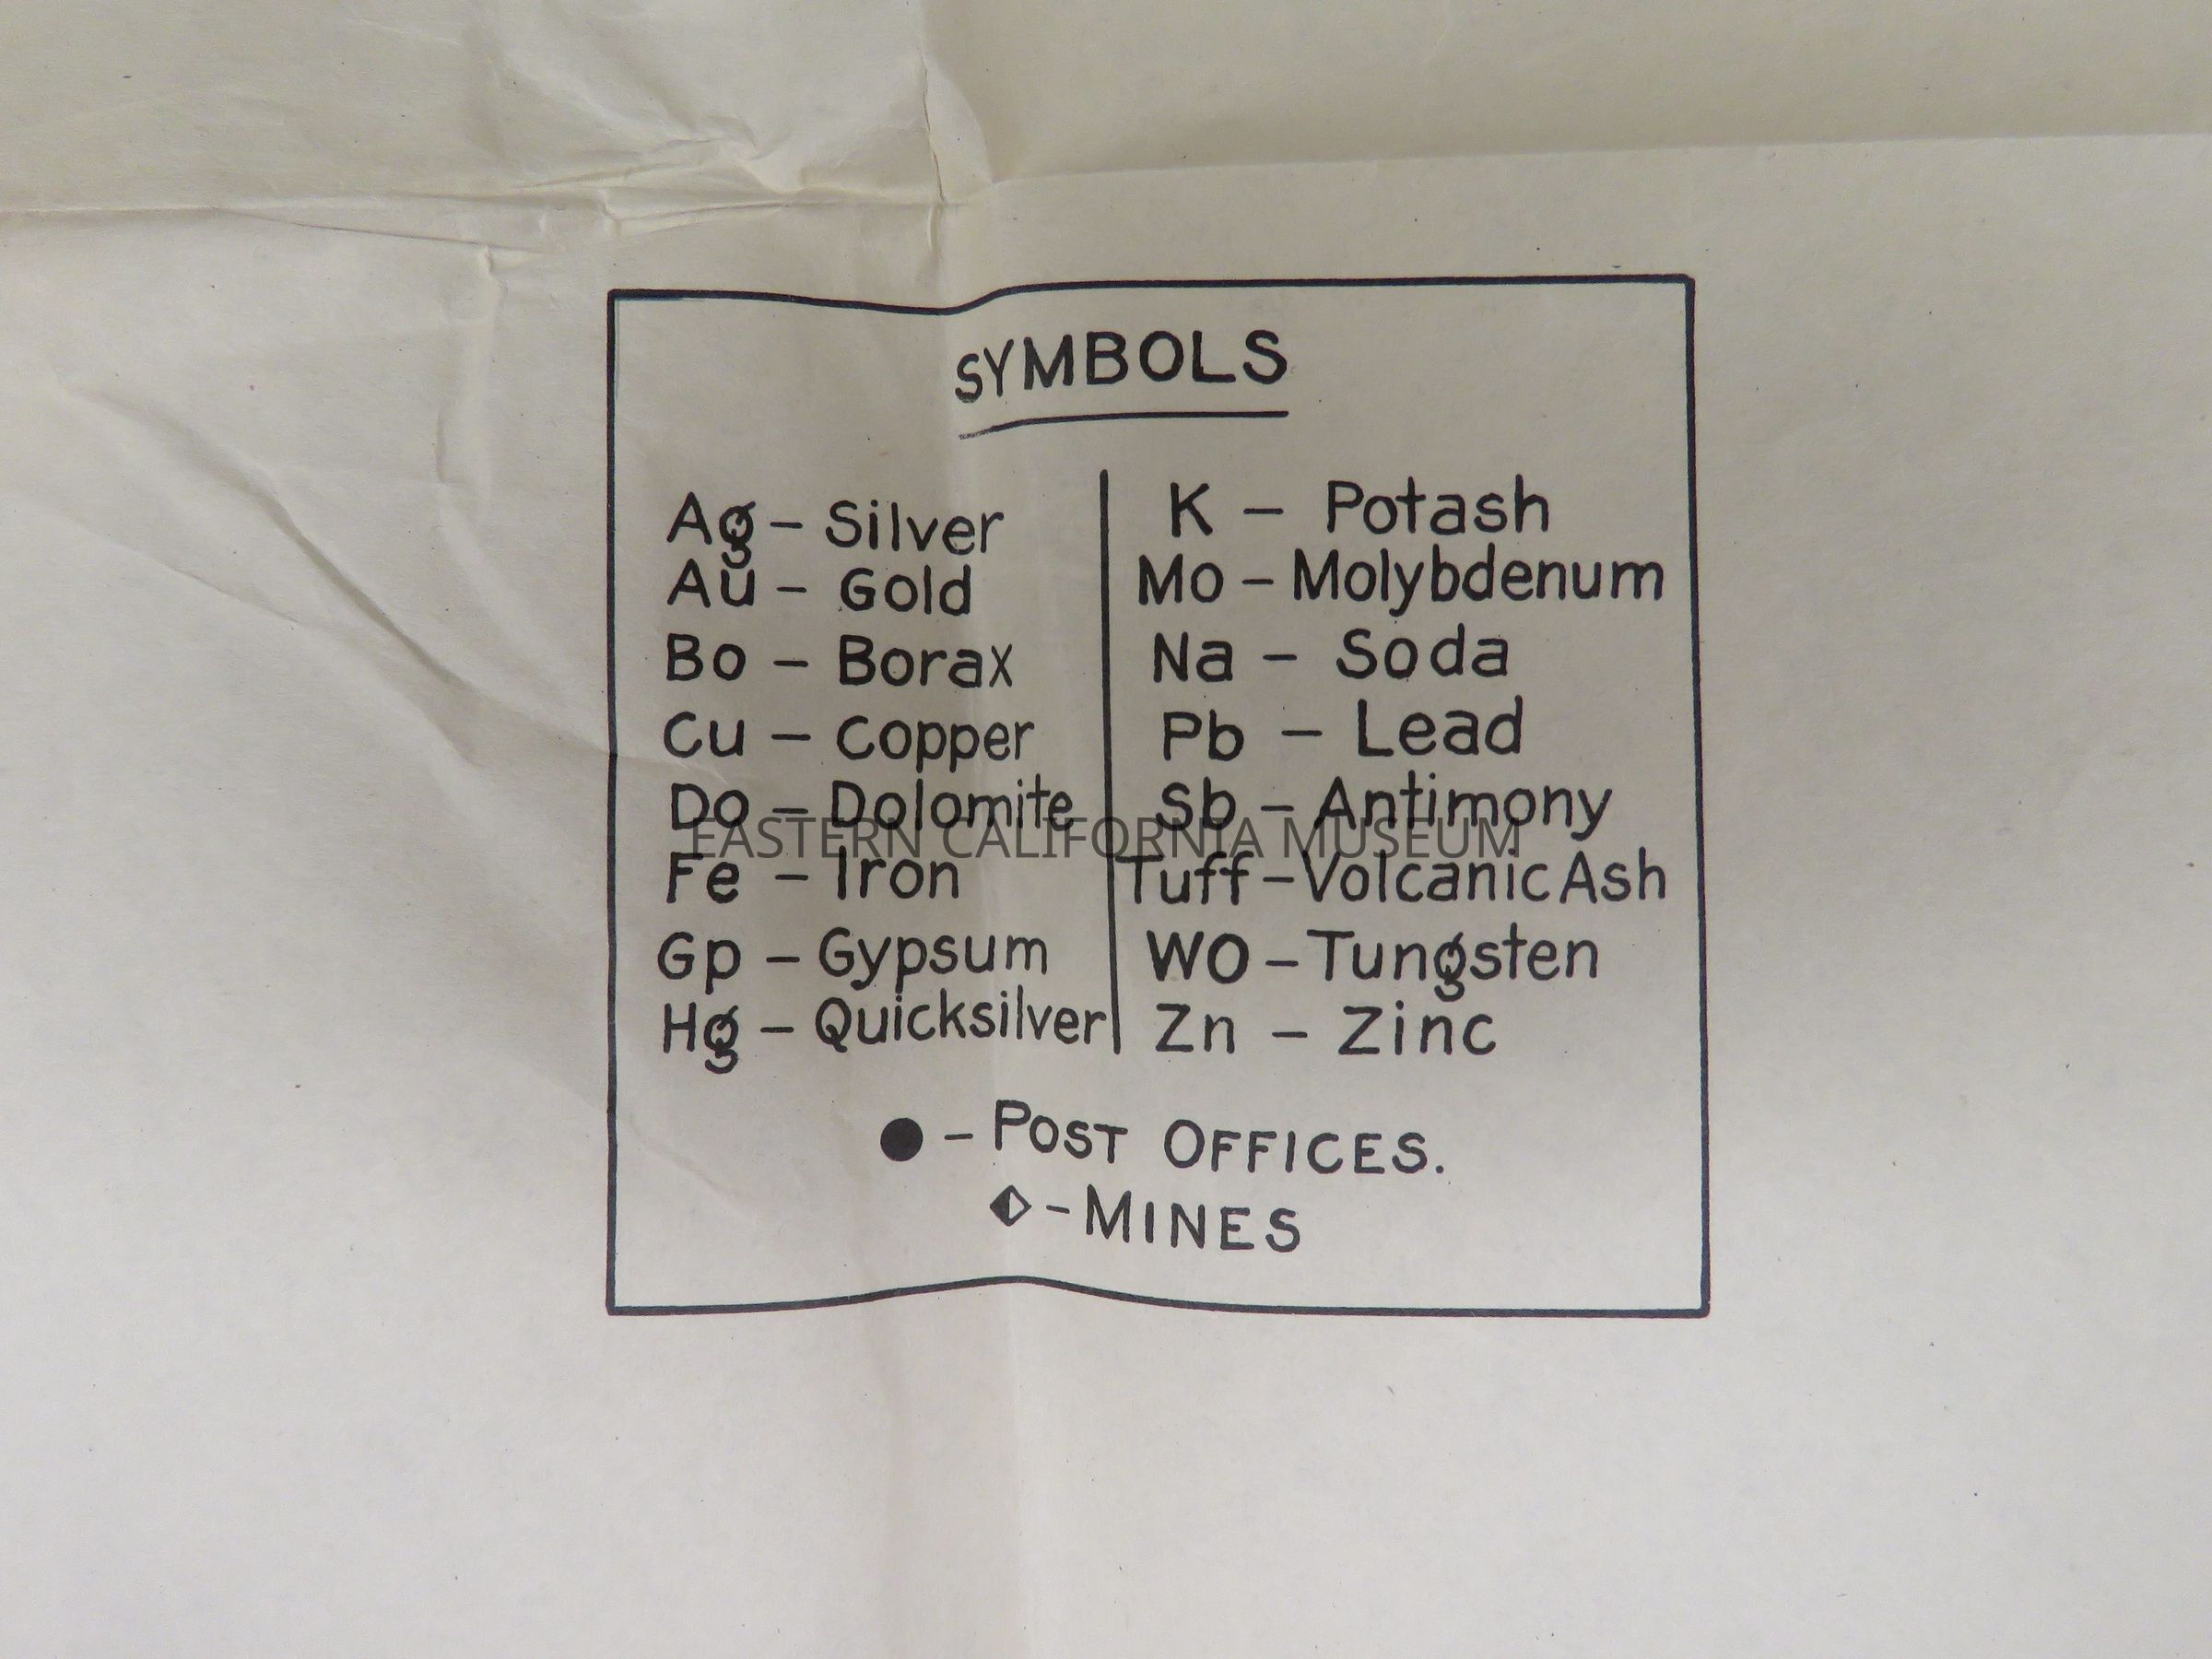 SYMBOLS
Ag – Silver
Au – Gold
Bo – Borax
Cu – Copper
Do – Dolomite
Fe – Iron
Gp – Gypsum
Hg – Quicksilver
K – Potash
Mo – Molybdenum
Na – Soda
Pb – Lead
Sb – Antimony
Tuff – Volcanic Ash
WO – Tungsten
Zn – Zinc
● – POST OFFICES.
⬖ – MINES
EASTERN CALIFORNIA MUSEUM